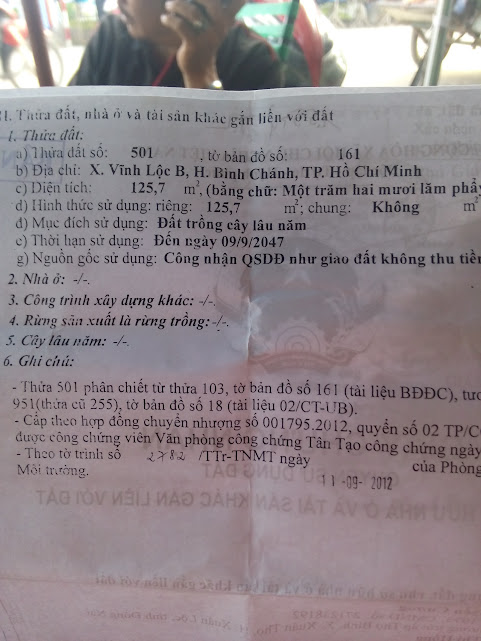 II. Thửa đất, nhà ở và tài sản khác gắn liền với đất
1. Thửa đất:
a) Thửa đất số: 501 , tờ bản đồ số: 161
b) Địa chỉ: X. Vĩnh Lộc B, H. Bình Chánh, TP. Hồ Chí Minh
c) Diện tích: 125,7 m², (bằng chữ: Một trăm hai mươi lăm phẩy
d) Hình thức sử dụng: riêng: 125,7 m²; chung: Không m²
đ) Mục đích sử dụng: Đất trồng cây lâu năm
e) Thời hạn sử dụng: Đến ngày 09/9/2047
g) Nguồn gốc sử dụng: Công nhận QSDĐ như giao đất không thu tiền
2. Nhà ở: -/-.
3. Công trình xây dựng khác: -/-.
4. Rừng sản xuất là rừng trồng: -/-.
5. Cây lâu năm: -/-.
6. Ghi chú:
- Thửa 501 phân chiết từ thửa 103, tờ bản đồ số 161 (tài liệu BĐĐC), tươ
951(thửa cũ 255), tờ bản đồ số 18 (tài liệu 02/CT-UB).
- Cấp theo hợp đồng chuyển nhượng số 001795.2012, quyển số 02 TP/C
được công chứng viên Văn phòng công chứng Tân Tạo công chứng ngày
- Theo tờ trình số 2782 /TTr-TNMT ngày 11-09-2012 của Phòng
Môi trường.